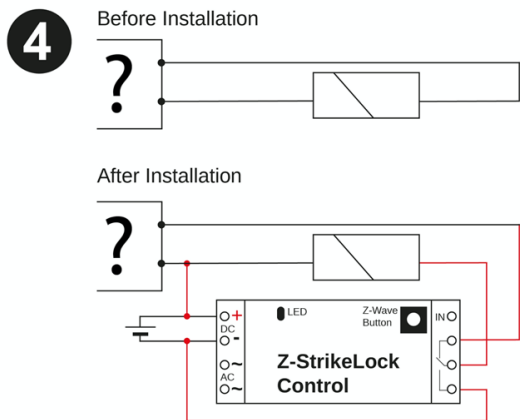 4
Before Installation
?
After Installation
?
LED
Z-Wave
Button
IN
+
DC
-
~
AC
~
Z-StrikeLock
Control